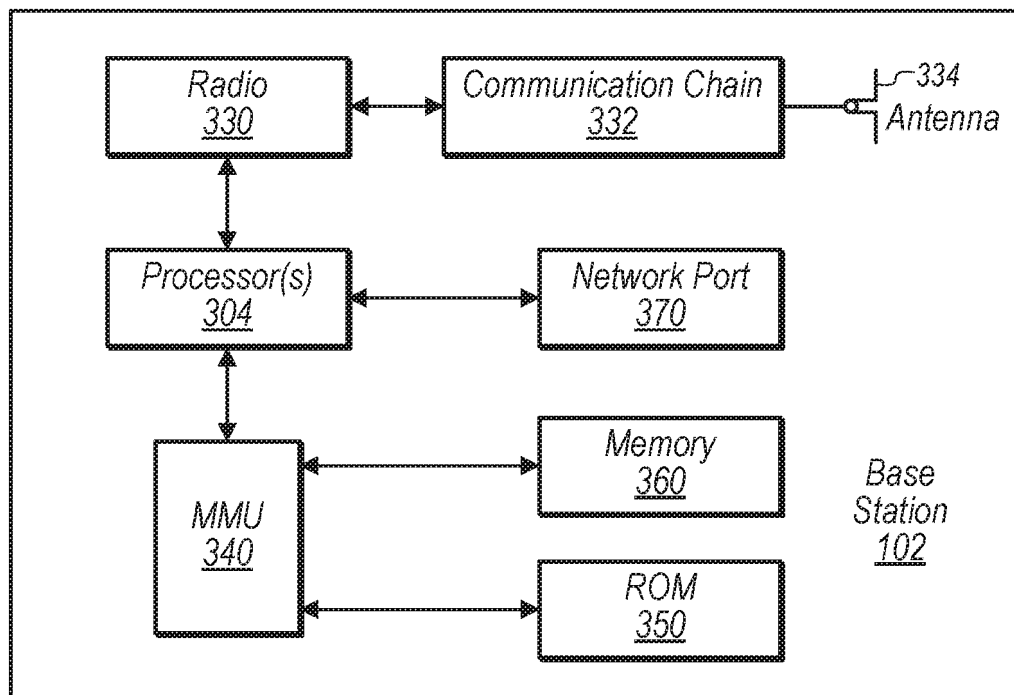 Radio
330
Communication Chain
332
334
Antenna
Processor(s)
304
Network Port
370
MMU
340
Memory
360
ROM
350
Base
Station
102